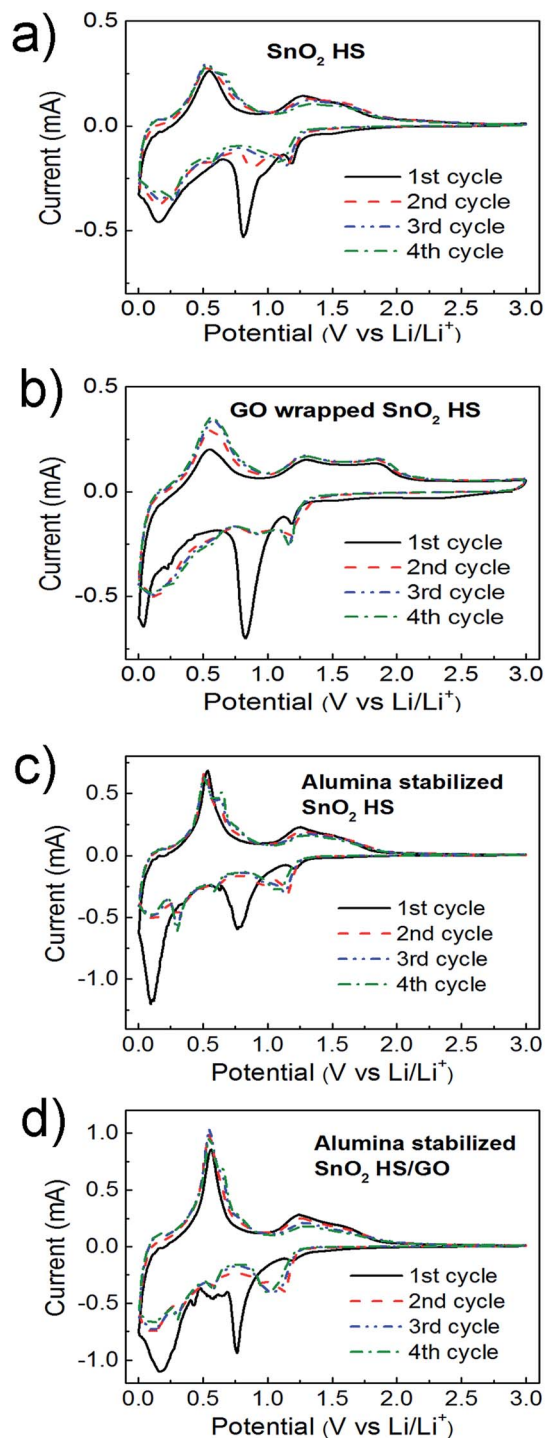 a)
SnO₂ HS
0.5
0.0
-0.5
Current (mA)
1st cycle
2nd cycle
3rd cycle
4th cycle
0.0 0.5 1.0 1.5 2.0 2.5 3.0
Potential (V vs Li/Li⁺)
b)
GO wrapped SnO₂ HS
0.5
0.0
-0.5
Current (mA)
1st cycle
2nd cycle
3rd cycle
4th cycle
0.0 0.5 1.0 1.5 2.0 2.5 3.0
Potential (V vs Li/Li⁺)
c)
Alumina stabilized
SnO₂ HS
0.5
0.0
-0.5
-1.0
Current (mA)
1st cycle
2nd cycle
3rd cycle
4th cycle
0.0 0.5 1.0 1.5 2.0 2.5 3.0
Potential (V vs Li/Li⁺)
d)
Alumina stabilized
SnO₂ HS/GO
1.0
0.5
0.0
-0.5
-1.0
Current (mA)
1st cycle
2nd cycle
3rd cycle
4th cycle
0.0 0.5 1.0 1.5 2.0 2.5 3.0
Potential (V vs Li/Li⁺)